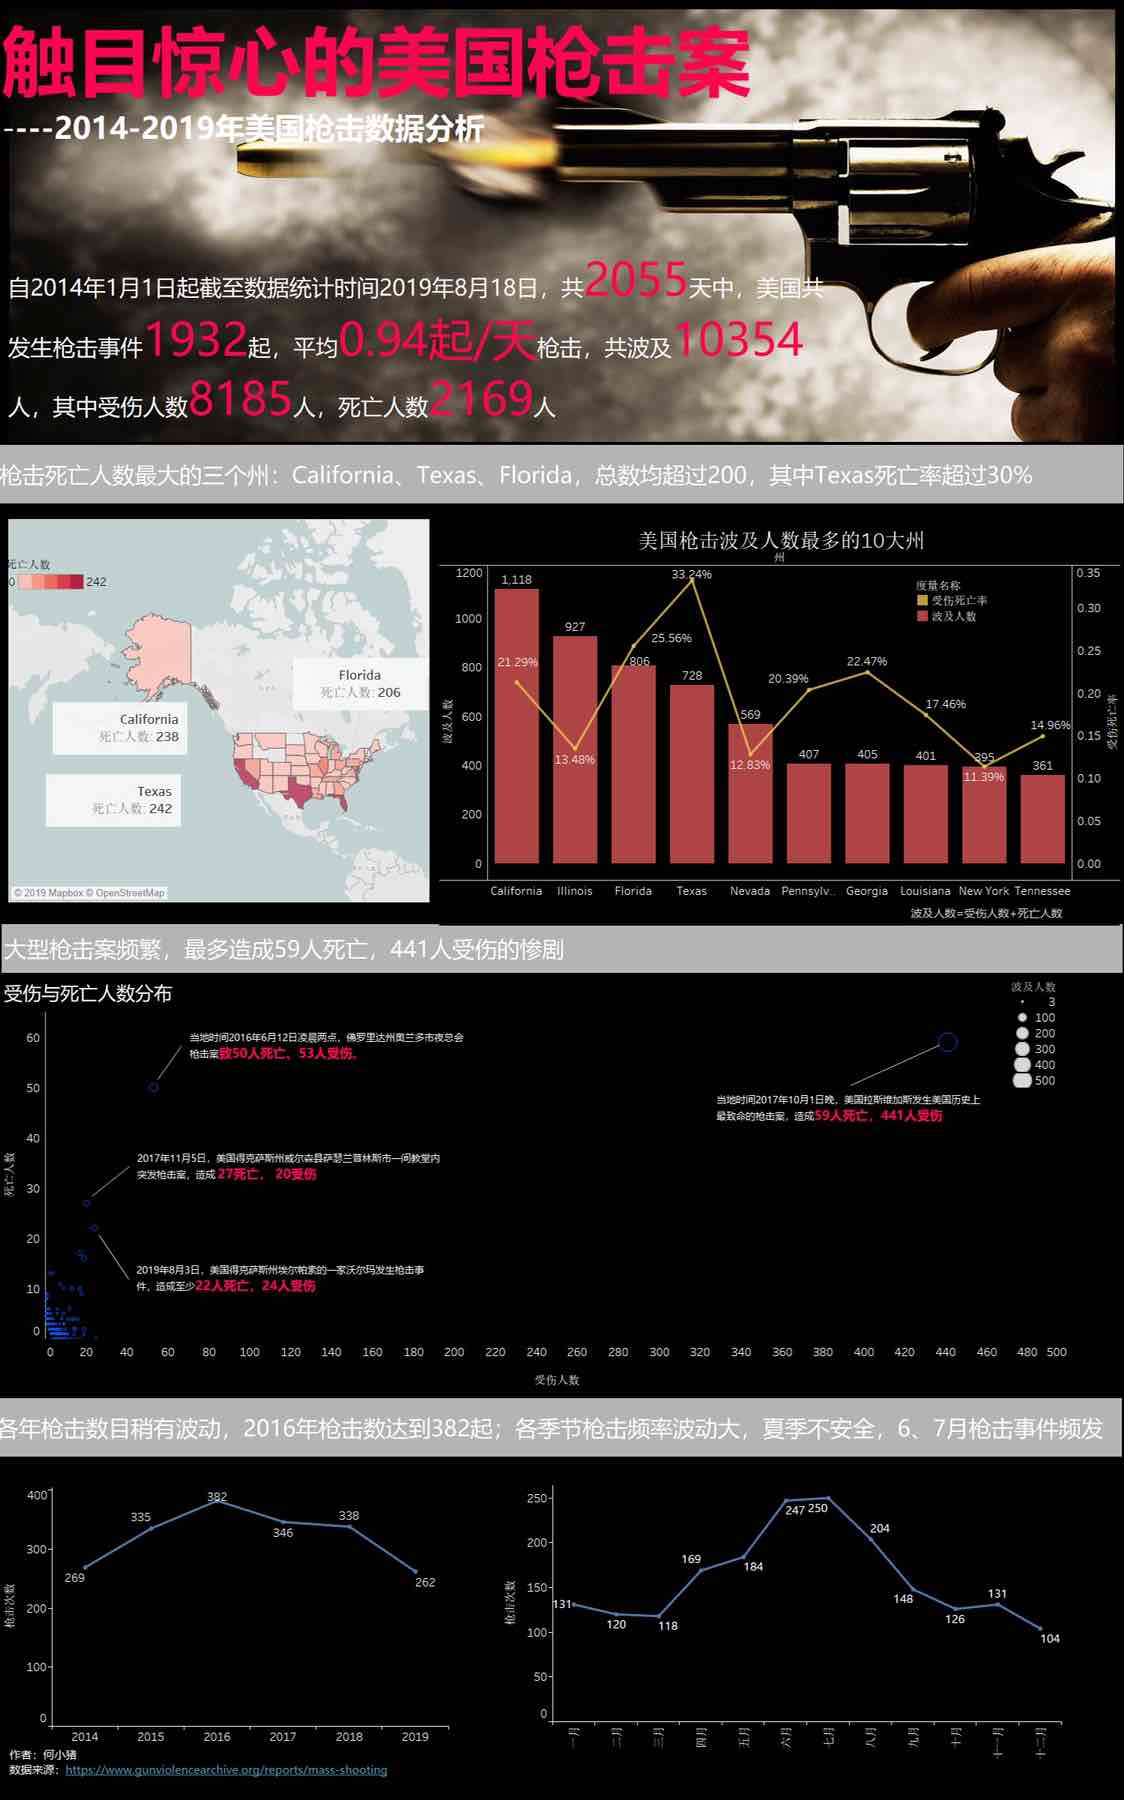 触目惊心的美国枪击案
----2014-2019年美国枪击数据分析
自2014年1月1日起截至数据统计时间2019年8月18日，共2055天中，美国共
发生枪击事件1932起，平均0.94起/天枪击，共波及10354
人，其中受伤人数8185人，死亡人数2169人
枪击死亡人数最大的三个州：California、Texas、Florida，总数均超过200，其中Texas死亡率超过30%
死亡人数
0 242
Florida
死亡人数: 206
California
死亡人数: 238
Texas
死亡人数: 242
© 2019 Mapbox © OpenStreetMap
美国枪击波及人数最多的10大州
州
度量名称
受伤死亡率
波及人数
波及人数
1200
1000
800
600
400
200
0
1,118
927
806
728
569
407
405
401
395
361
21.29%
13.48%
25.56%
33.24%
12.83%
20.39%
22.47%
17.46%
11.39%
14.96%
0.35
0.30
0.25
0.20
0.15
0.10
0.05
0.00
受伤死亡率
California Illinois Florida Texas Nevada Pennsylv.. Georgia Louisiana New York Tennessee
波及人数=受伤人数+死亡人数
大型枪击案频繁，最多造成59人死亡，441人受伤的惨剧
受伤与死亡人数分布
波及人数
3
100
200
300
400
500
当地时间2016年6月12日凌晨两点，佛罗里达州奥兰多市夜总会
枪击案致50人死亡、53人受伤。
当地时间2017年10月1日晚，美国拉斯维加斯发生美国历史上
最致命的枪击案，造成59人死亡，441人受伤
2017年11月5日，美国得克萨斯州威尔森县萨瑟兰普林斯市一间教堂内
突发枪击案，造成 27死亡， 20受伤
2019年8月3日，美国得克萨斯州埃尔帕索的一家沃尔玛发生枪击事
件，造成至少22人死亡，24人受伤
死亡人数
60
50
40
30
20
10
0
0 20 40 60 80 100 120 140 160 180 200 220 240 260 280 300 320 340 360 380 400 420 440 460 480 500
受伤人数
各年枪击数目稍有波动，2016年枪击数达到382起；各季节枪击频率波动大，夏季不安全，6、7月枪击事件频发
枪击次数
400
300
200
100
0
269
335
382
346
338
262
2014 2015 2016 2017 2018 2019
枪击次数
250
200
150
100
50
0
131
120
118
169
184
247
250
204
148
126
131
104
一月 二月 三月 四月 五月 六月 七月 八月 九月 十月 十一月 十二月
作者：何小猪
数据来源：https://www.gunviolencearchive.org/reports/mass-shooting